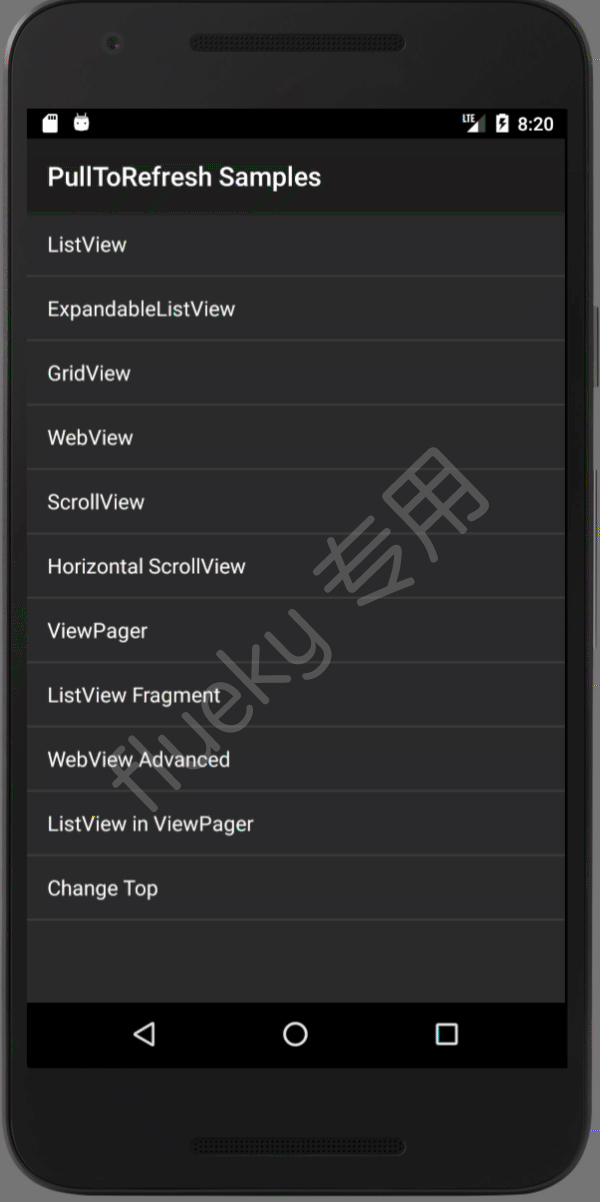 LTE 8:20
PullToRefresh Samples
ListView
ExpandableListView
GridView
WebView
ScrollView
Horizontal ScrollView
ViewPager
ListView Fragment
WebView Advanced
ListView in ViewPager
Change Top
flueky 专用